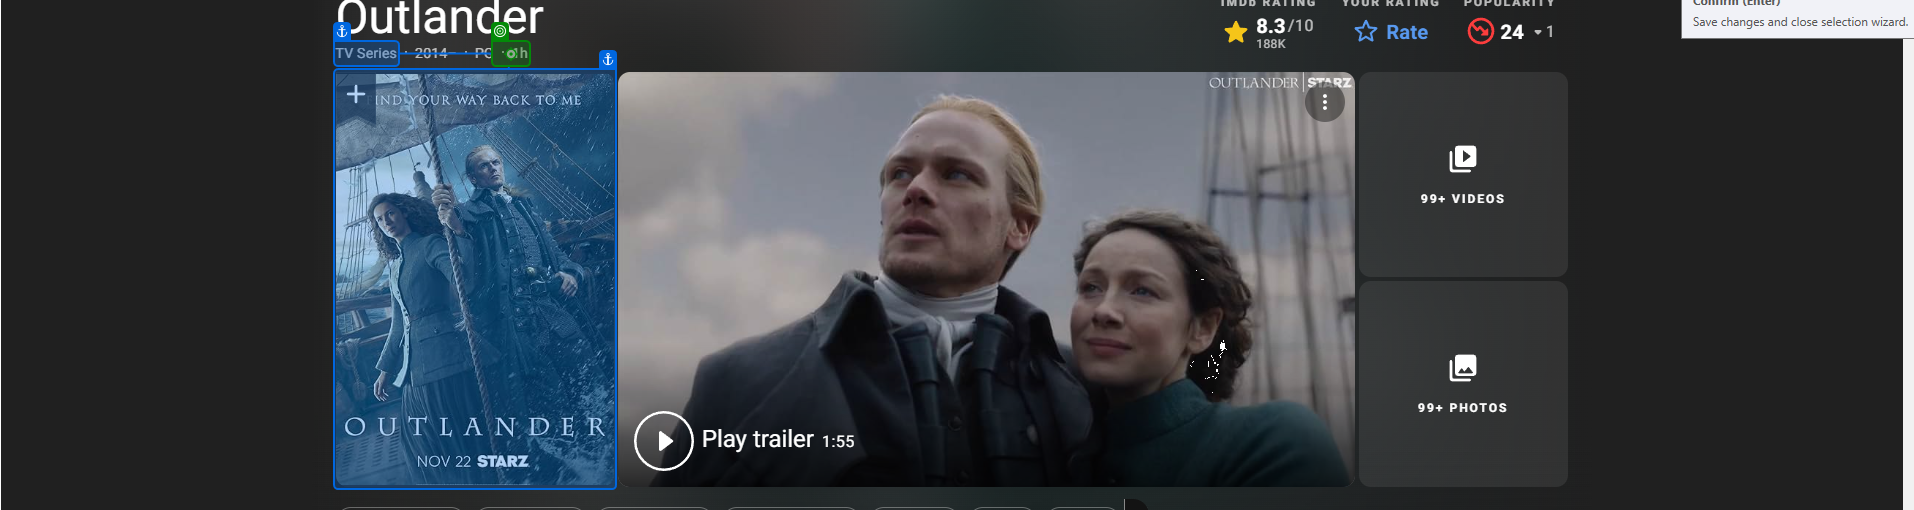 Outlander
IMDb RATING
YOUR RATING
POPULARITY
8.3/10
188K
Rate
24
1
Confirm (Enter)
Save changes and close selection wizard.
TV Series · 2014– · 1h
IND YOUR WAY BACK TO ME
OUTLANDER
NOV 22 STARZ
OUTLANDER STARZ
Play trailer 1:55
99+ VIDEOS
99+ PHOTOS